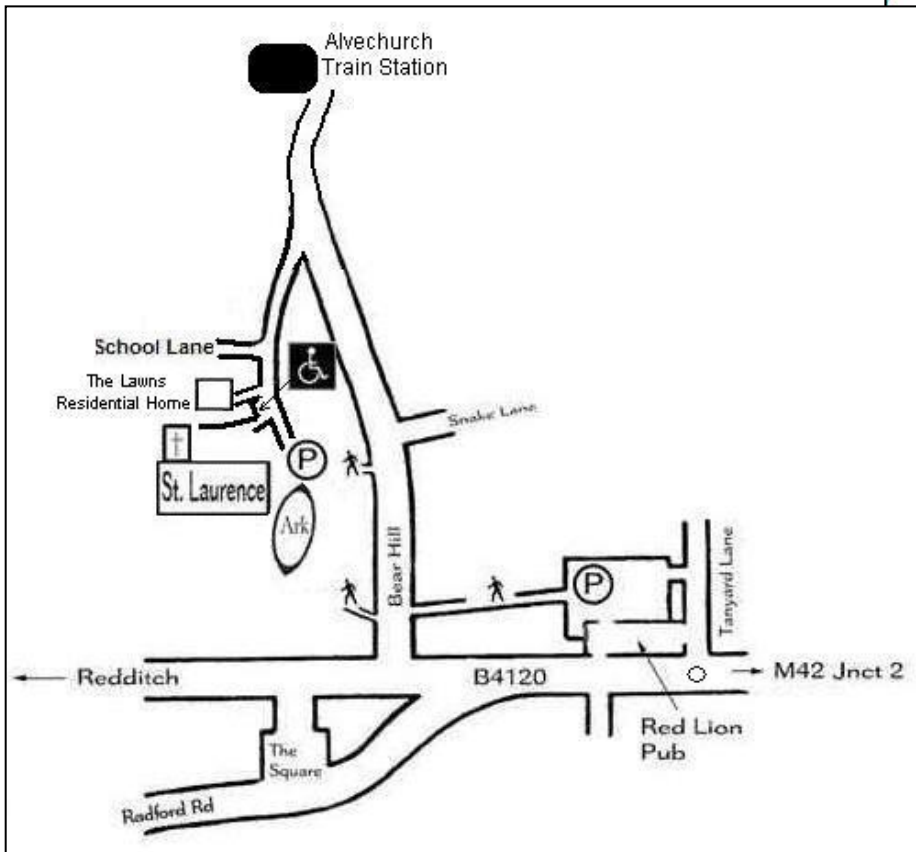 Alvechurch
Train Station
School Lane
The Lawns
Residential Home
Snake Lane
P
St. Laurence
Ark
Bear Hill
P
Tanyard Lane
Redditch
B4120
M42 Jnct 2
Red Lion
Pub
The
Square
Radford Rd